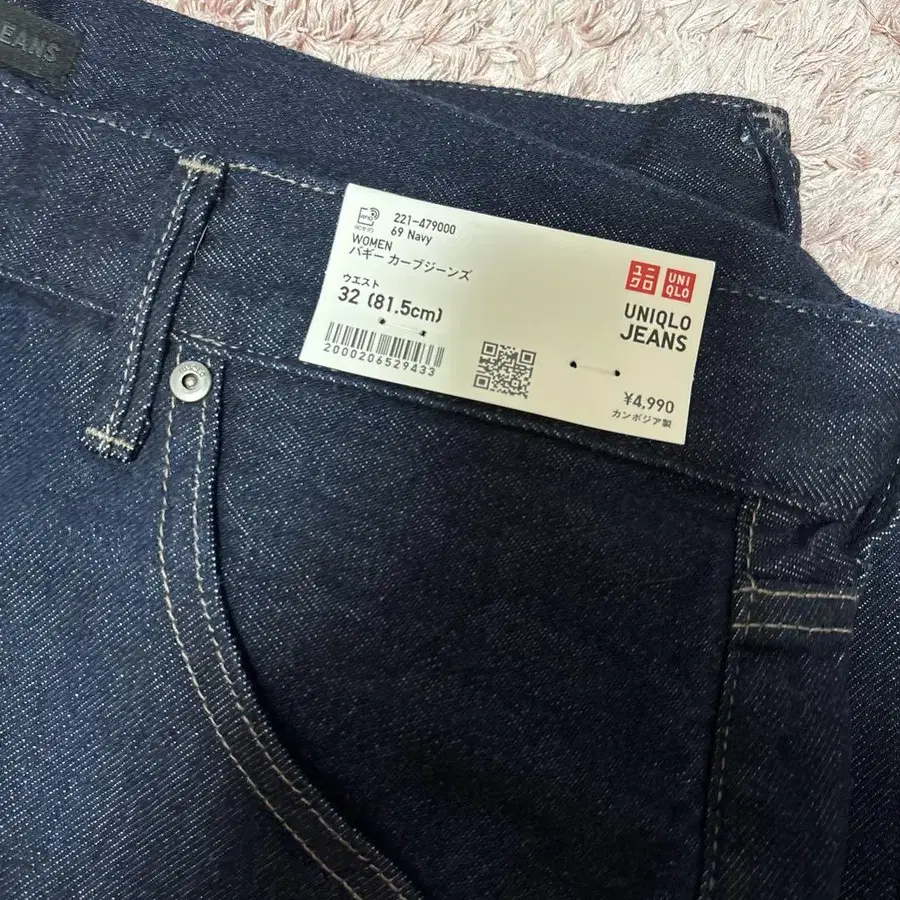 EANS
RFID
221-479000
69 Navy
WOMEN
バギー カーブジーンズ
ウエスト
32 (81.5cm)
2000206529433
ユニ
クロ
UNI
QLO
UNIQLO
JEANS
¥4,990
カンボジア製